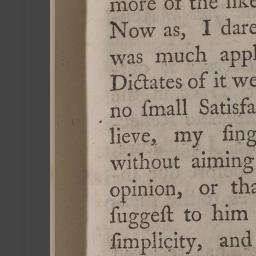 more of the like
Now as, I dare
was much appl
Dictates of it we
no ſmall Satisfa
lieve, my ſing
without aiming
opinion, or tha
ſuggeſt to him
ſimplicity, and